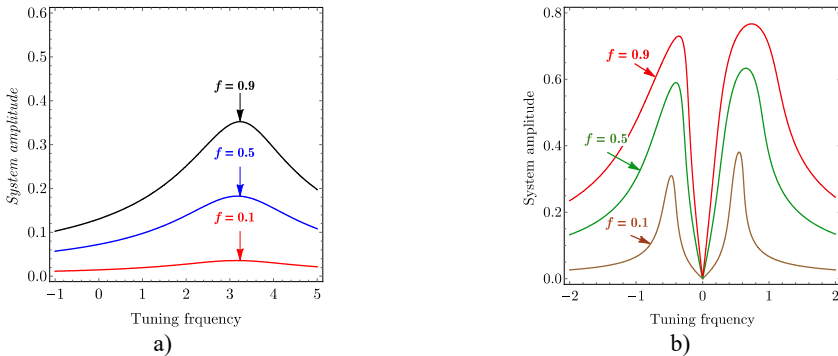 System amplitude
0.6
0.5
0.4
0.3
0.2
0.1
0.0
f = 0.9
f = 0.5
f = 0.1
−1 0 1 2 3 4 5
Tuning frquency
a)
System amplitude
0.8
0.6
0.4
0.2
0.0
f = 0.9
f = 0.5
f = 0.1
−2 −1 0 1 2
Tuning frquency
b)